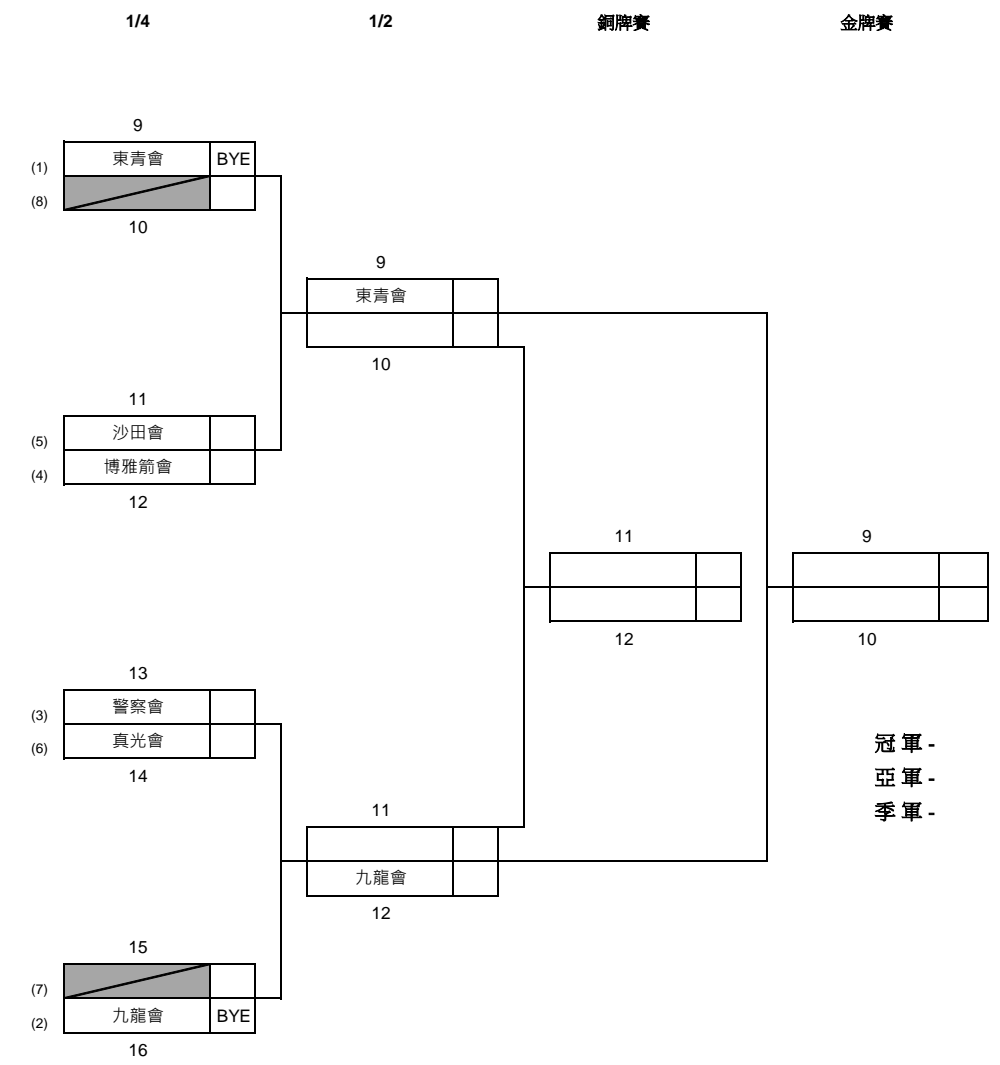 1/4 1/2 銅牌賽 金牌賽
9
(1) 東青會 BYE
(8)
10
9
東青會
10
11
(5) 沙田會
(4) 博雅箭會
12
11 9
12 10
13
(3) 警察會
(6) 真光會
14
冠 軍 -
亞 軍 -
季 軍 -
11
九龍會
12
15
(7)
(2) 九龍會 BYE
16